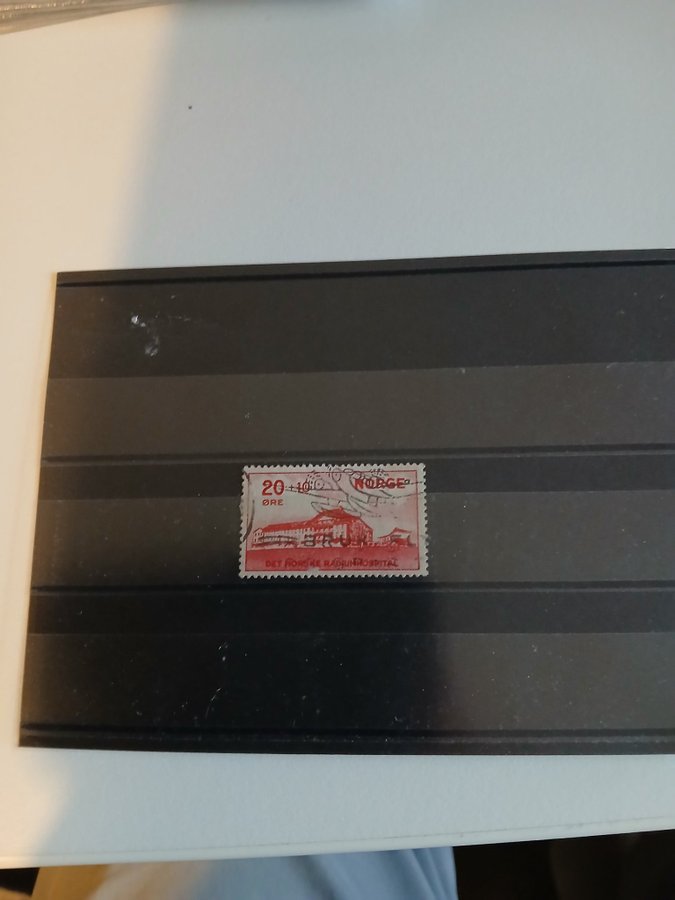 20 +10 NORGE
ØRE
DET NORSKE RADIUMHOSPITAL